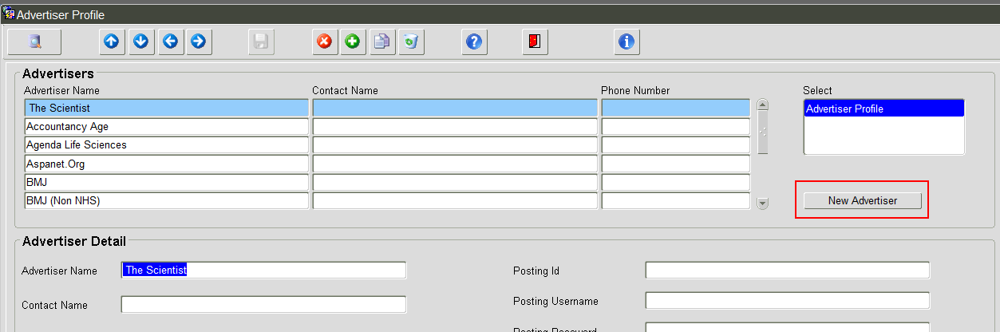 Advertiser Profile
Advertisers
Advertiser Name Contact Name Phone Number Select
The Scientist Advertiser Profile
Accountancy Age
Agenda Life Sciences
Aspanet.Org
BMJ
BMJ (Non NHS) New Advertiser
Advertiser Detail
Advertiser Name The Scientist Posting Id
Contact Name Posting Username
Posting Password